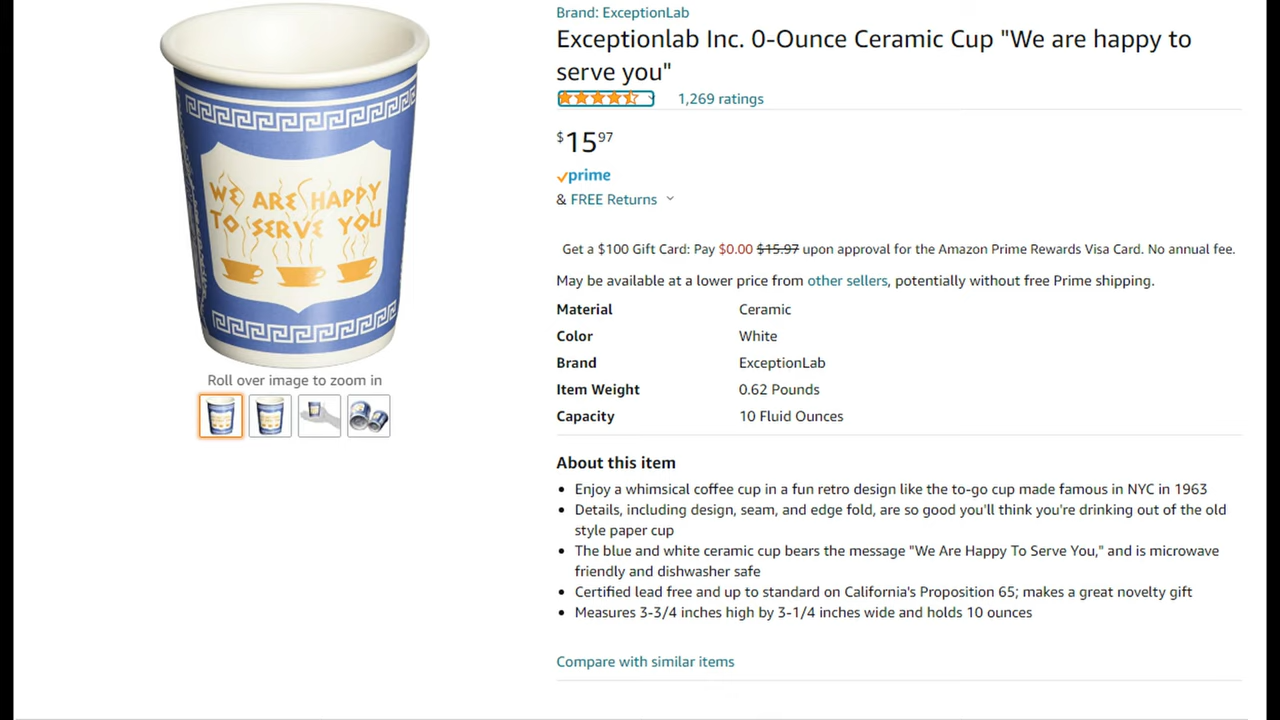 Brand: ExceptionLab
Exceptionlab Inc. 0-Ounce Ceramic Cup "We are happy to
serve you"
1,269 ratings
$15 97
prime
& FREE Returns
Get a $100 Gift Card: Pay $0.00 $15.97 upon approval for the Amazon Prime Rewards Visa Card. No annual fee.
May be available at a lower price from other sellers, potentially without free Prime shipping.
Material Ceramic
Color White
Brand ExceptionLab
Item Weight 0.62 Pounds
Capacity 10 Fluid Ounces
About this item
• Enjoy a whimsical coffee cup in a fun retro design like the to-go cup made famous in NYC in 1963
• Details, including design, seam, and edge fold, are so good you'll think you're drinking out of the old
style paper cup
• The blue and white ceramic cup bears the message "We Are Happy To Serve You," and is microwave
friendly and dishwasher safe
• Certified lead free and up to standard on California's Proposition 65; makes a great novelty gift
• Measures 3-3/4 inches high by 3-1/4 inches wide and holds 10 ounces
Compare with similar items
WE ARE HAPPY
TO SERVE YOU
Roll over image to zoom in